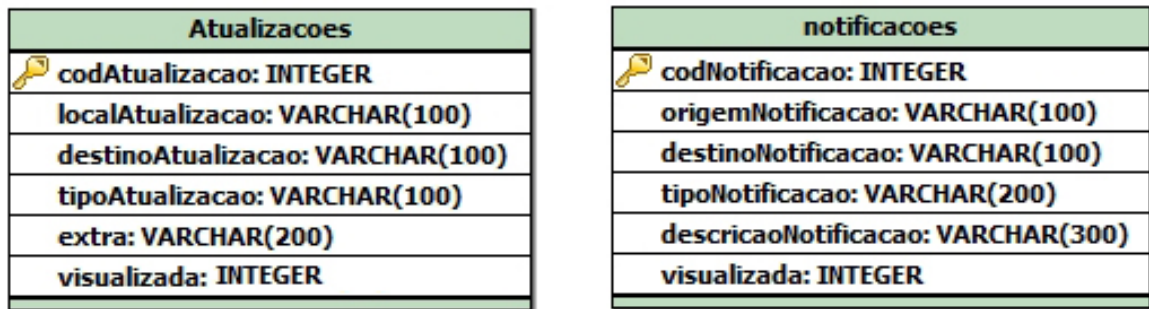 Atualizacoes
codAtualizacao: INTEGER
localAtualizacao: VARCHAR(100)
destinoAtualizacao: VARCHAR(100)
tipoAtualizacao: VARCHAR(100)
extra: VARCHAR(200)
visualizada: INTEGER
notificacoes
codNotificacao: INTEGER
origemNotificacao: VARCHAR(100)
destinoNotificacao: VARCHAR(100)
tipoNotificacao: VARCHAR(200)
descricaoNotificacao: VARCHAR(300)
visualizada: INTEGER